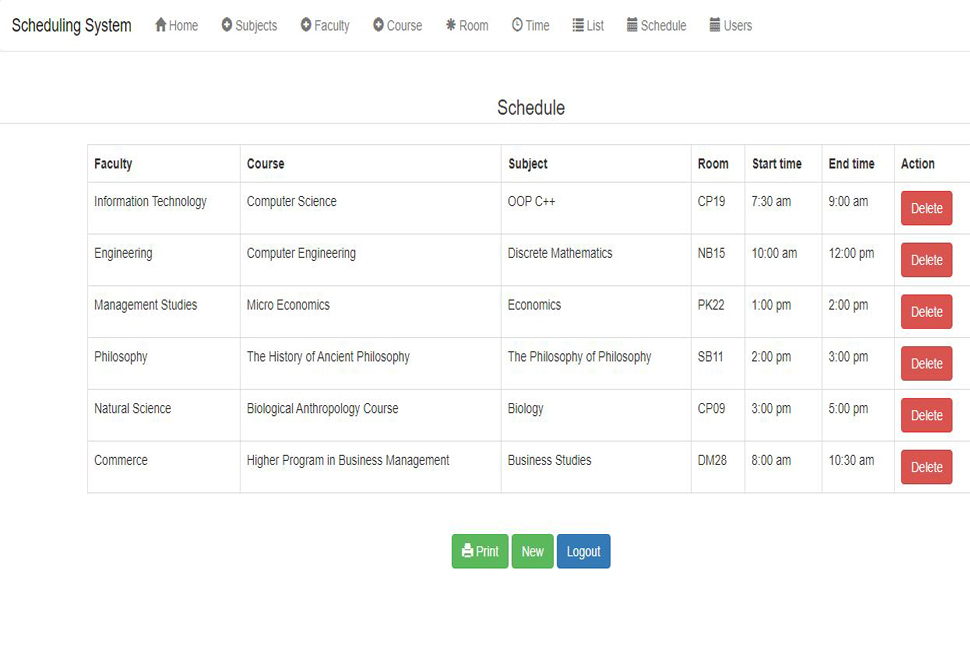 Scheduling System Home Subjects Faculty Course Room Time List Schedule Users
Schedule
Faculty Course Subject Room Start time End time Action
Information Technology Computer Science OOP C++ CP19 7:30 am 9:00 am Delete
Engineering Computer Engineering Discrete Mathematics NB15 10:00 am 12:00 pm Delete
Management Studies Micro Economics Economics PK22 1:00 pm 2:00 pm Delete
Philosophy The History of Ancient Philosophy The Philosophy of Philosophy SB11 2:00 pm 3:00 pm Delete
Natural Science Biological Anthropology Course Biology CP09 3:00 pm 5:00 pm Delete
Commerce Higher Program in Business Management Business Studies DM28 8:00 am 10:30 am Delete
Print New Logout